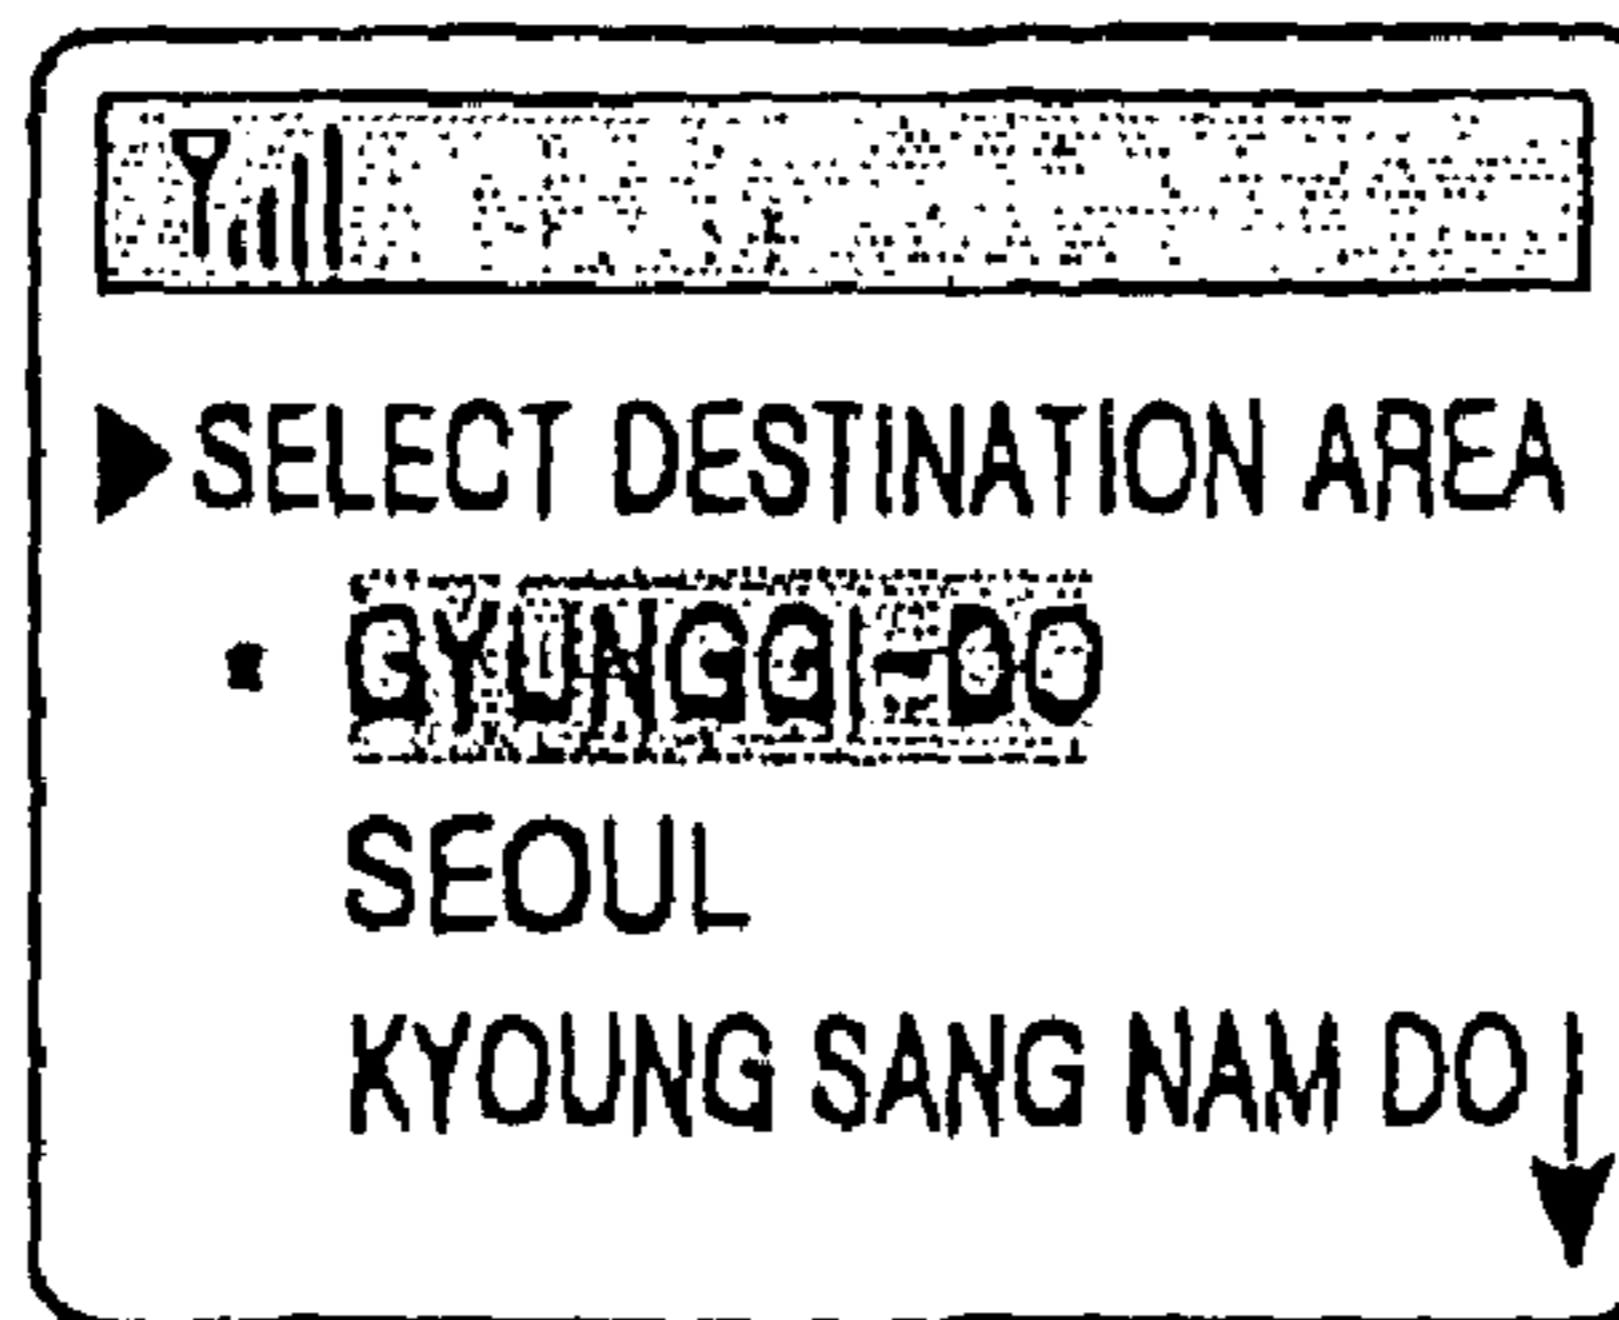 ▶SELECT DESTINATION AREA
· GYUNGGI-DO
SEOUL
KYOUNG SANG NAM DO